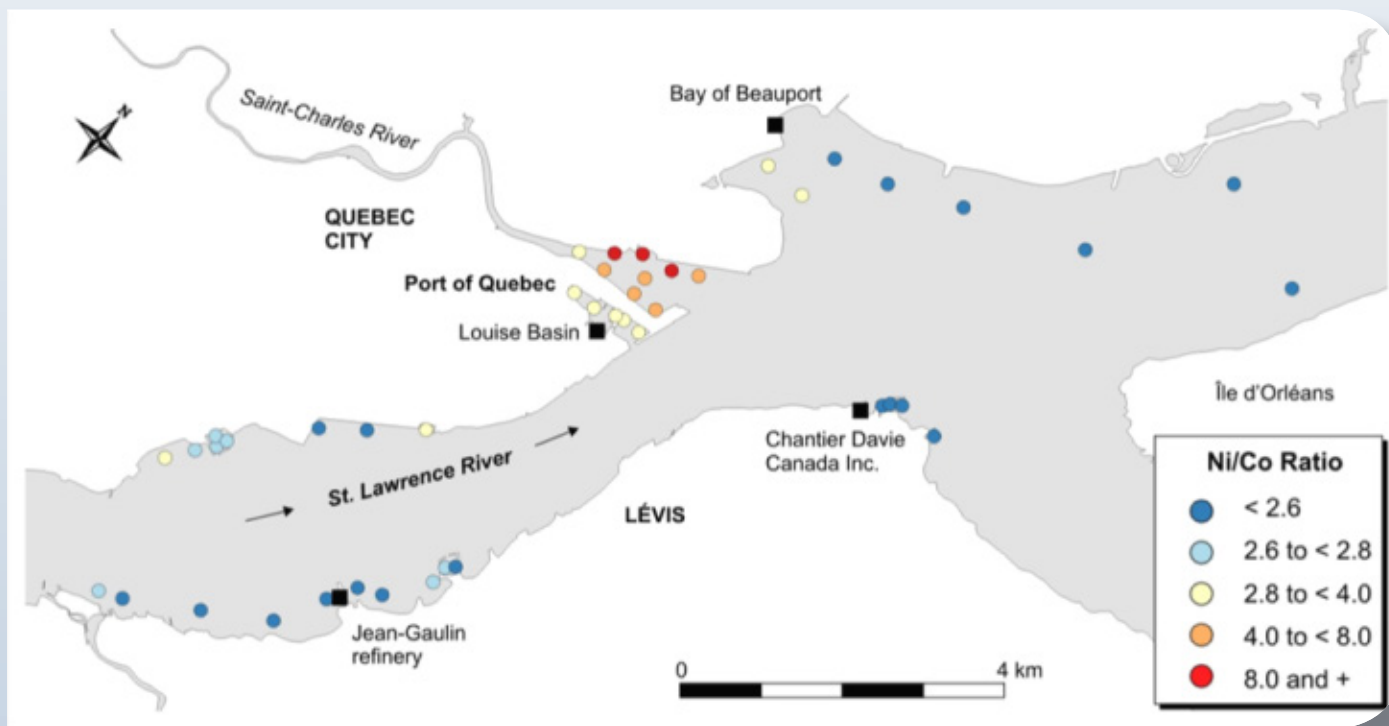 N
Saint-Charles River
Bay of Beauport
QUEBEC
CITY
Port of Quebec
Louise Basin
Île d'Orléans
Chantier Davie
Canada Inc.
St. Lawrence River
LÉVIS
Jean-Gaulin
refinery
0 4 km
Ni/Co Ratio
< 2.6
2.6 to < 2.8
2.8 to < 4.0
4.0 to < 8.0
8.0 and +